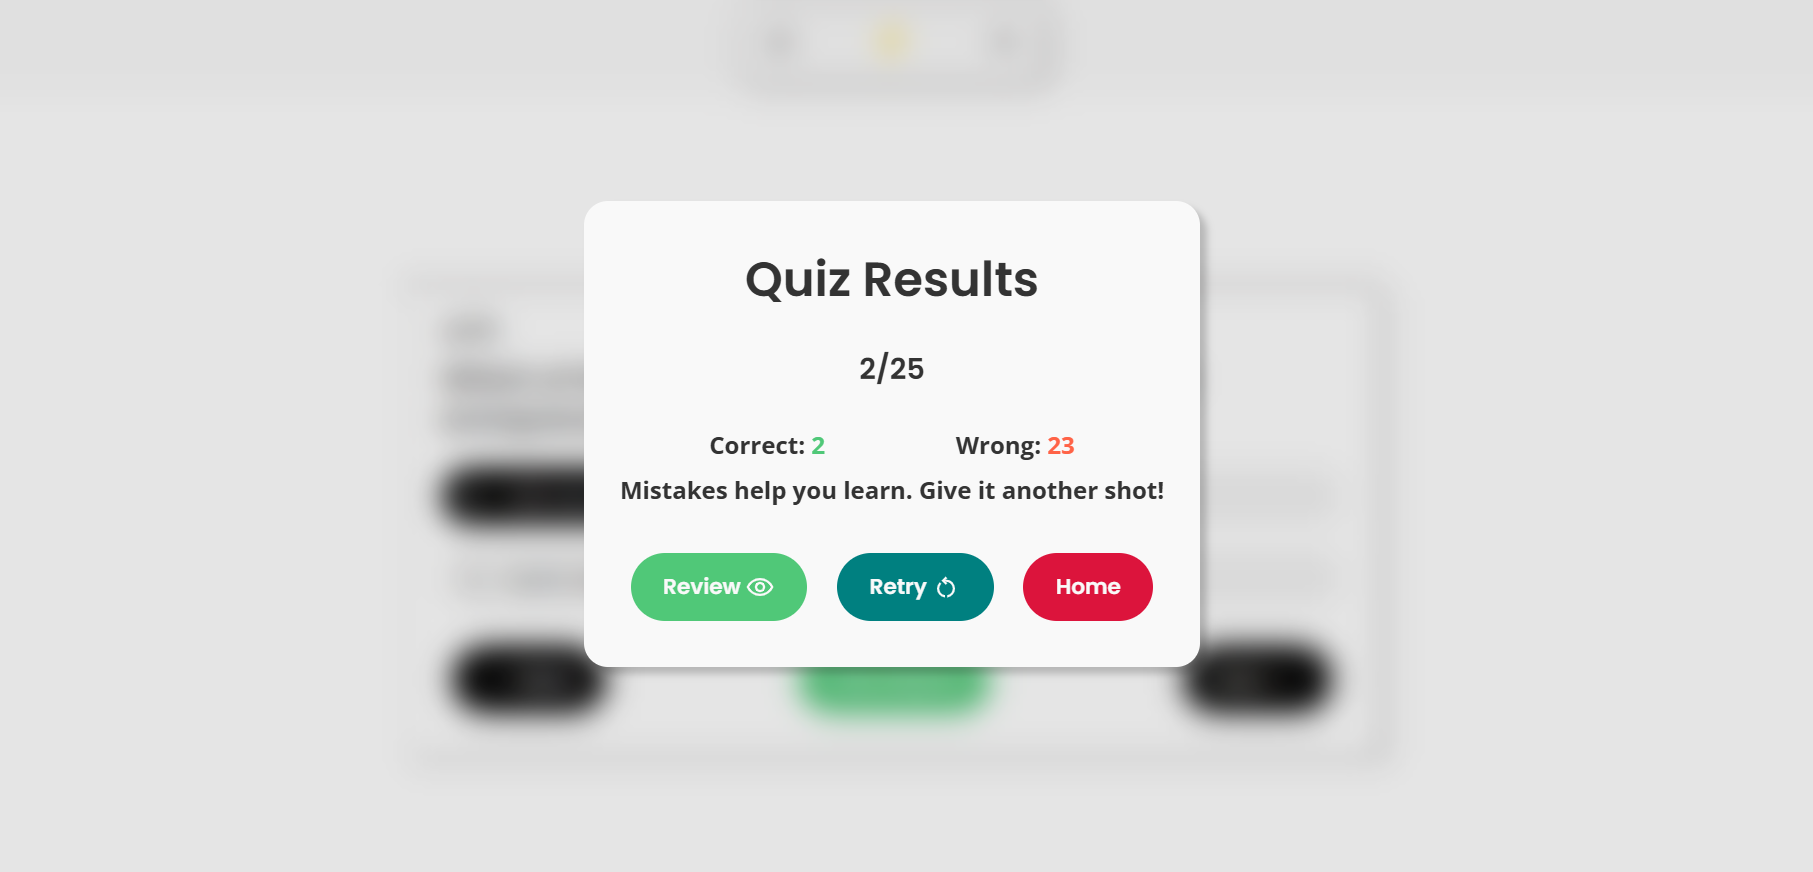 Quiz Results
2/25
Correct: 2 Wrong: 23
Mistakes help you learn. Give it another shot!
Review Retry Home